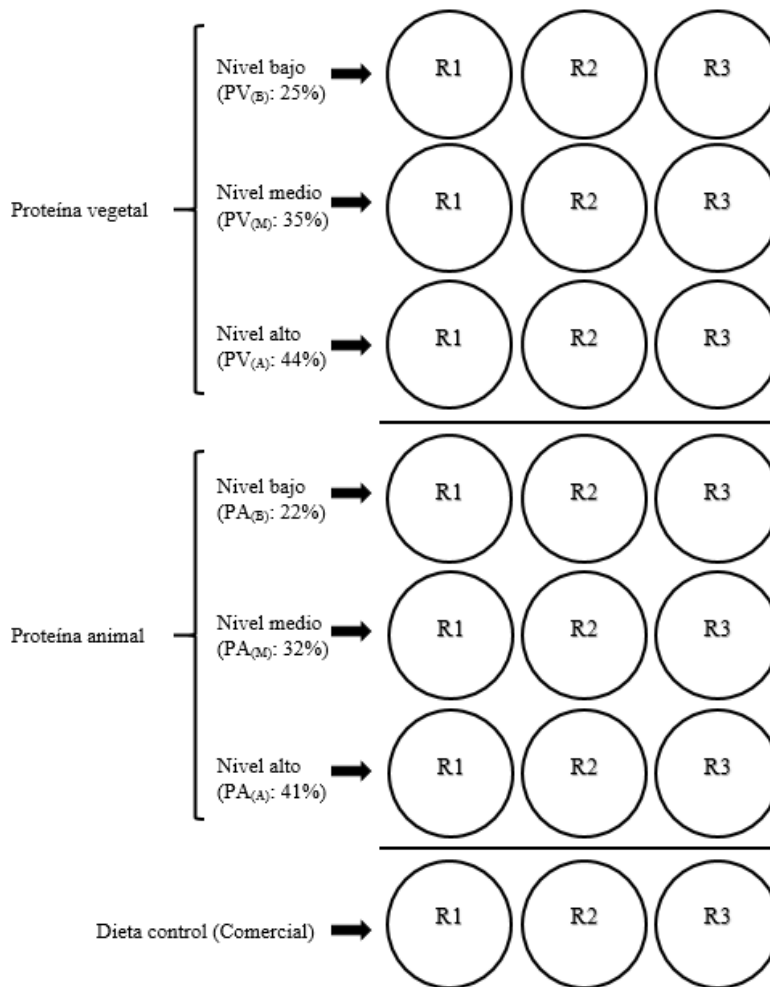 Nivel bajo
(PV(B): 25%)
R1 R2 R3
Proteína vegetal
Nivel medio
(PV(M): 35%)
R1 R2 R3
Nivel alto
(PV(A): 44%)
R1 R2 R3
Nivel bajo
(PA(B): 22%)
R1 R2 R3
Proteína animal
Nivel medio
(PA(M): 32%)
R1 R2 R3
Nivel alto
(PA(A): 41%)
R1 R2 R3
Dieta control (Comercial)
R1 R2 R3